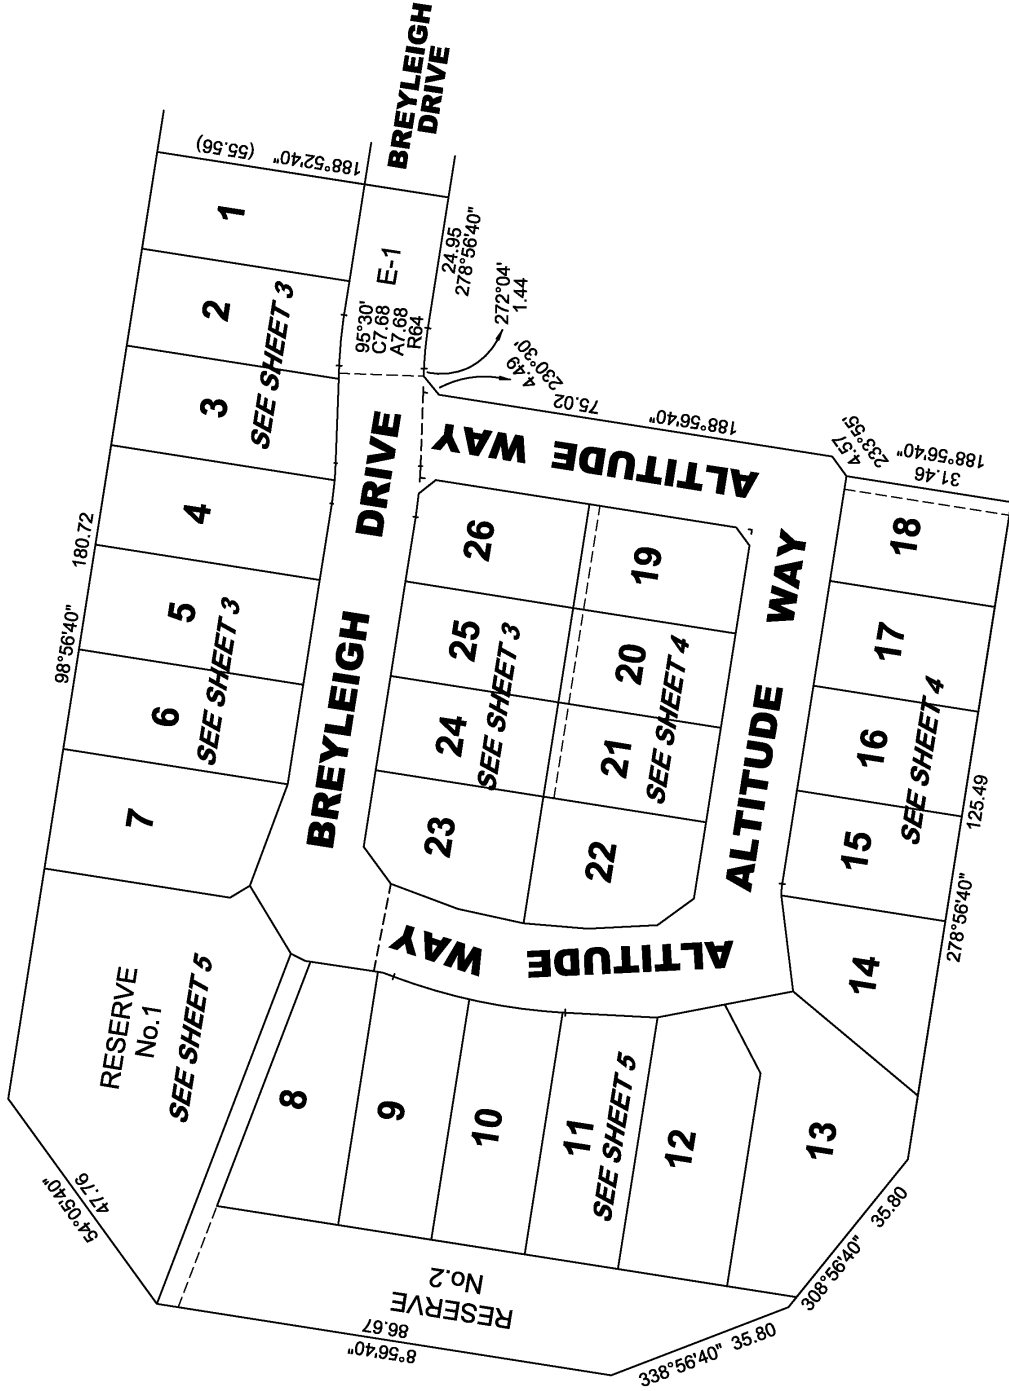 BREYLEIGH
DRIVE
188°52'40" (55.56)
1
2
SEE SHEET 3
3
4
98°56'40" 180.72
5
SEE SHEET 3
6
7
E-1
95°30'
C7.68
A7.68
R64
24.95
278°56'40"
272°04'
1.44
4.49
230°30'
75.02 188°56'40"
4.57
233°55'
31.46
188°56'40"
BREYLEIGH DRIVE
ALTITUDE WAY
26
25
SEE SHEET 3
24
23
19
20
SEE SHEET 4
21
22
ALTITUDE WAY
ALTITUDE WAY
18
17
16
SEE SHEET 4
15
14
278°56'40" 125.49
RESERVE
No.1
SEE SHEET 5
54°05'40"
47.76
8
9
10
11
SEE SHEET 5
12
13
RESERVE
No.2
86.67
8°56'40"
338°56'40" 35.80
308°56'40" 35.80